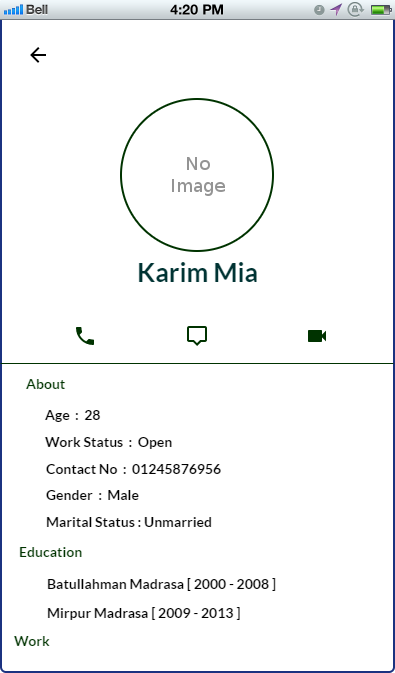 Bell 4:20 PM
No
Image
Karim Mia
About
Age : 28
Work Status : Open
Contact No : 01245876956
Gender : Male
Marital Status : Unmarried
Education
Batullahman Madrasa [ 2000 - 2008 ]
Mirpur Madrasa [ 2009 - 2013 ]
Work